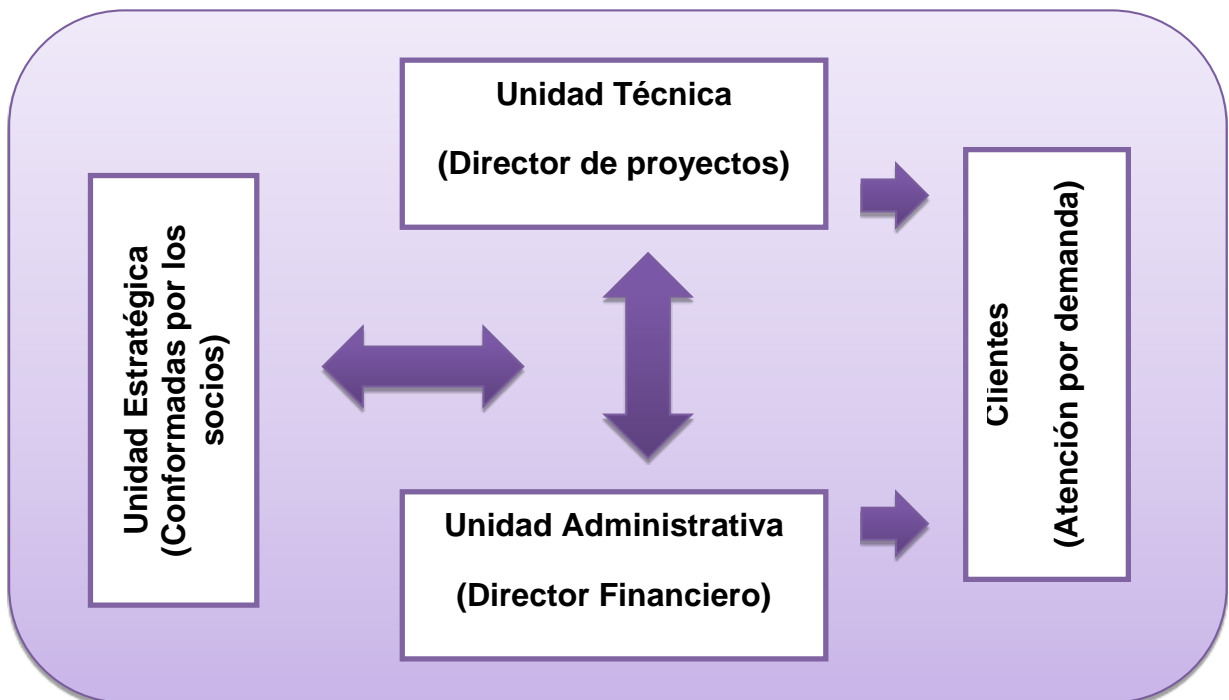 Unidad Técnica
(Director de proyectos)
Unidad Estratégica
(Conformadas por los
socios)
Clientes
(Atención por demanda)
Unidad Administrativa
(Director Financiero)